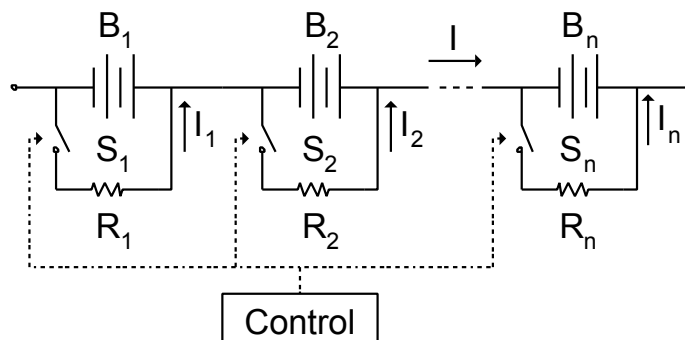 B₁ B₂ I Bₙ
S₁ I₁ S₂ I₂ Sₙ Iₙ
R₁ R₂ Rₙ
Control